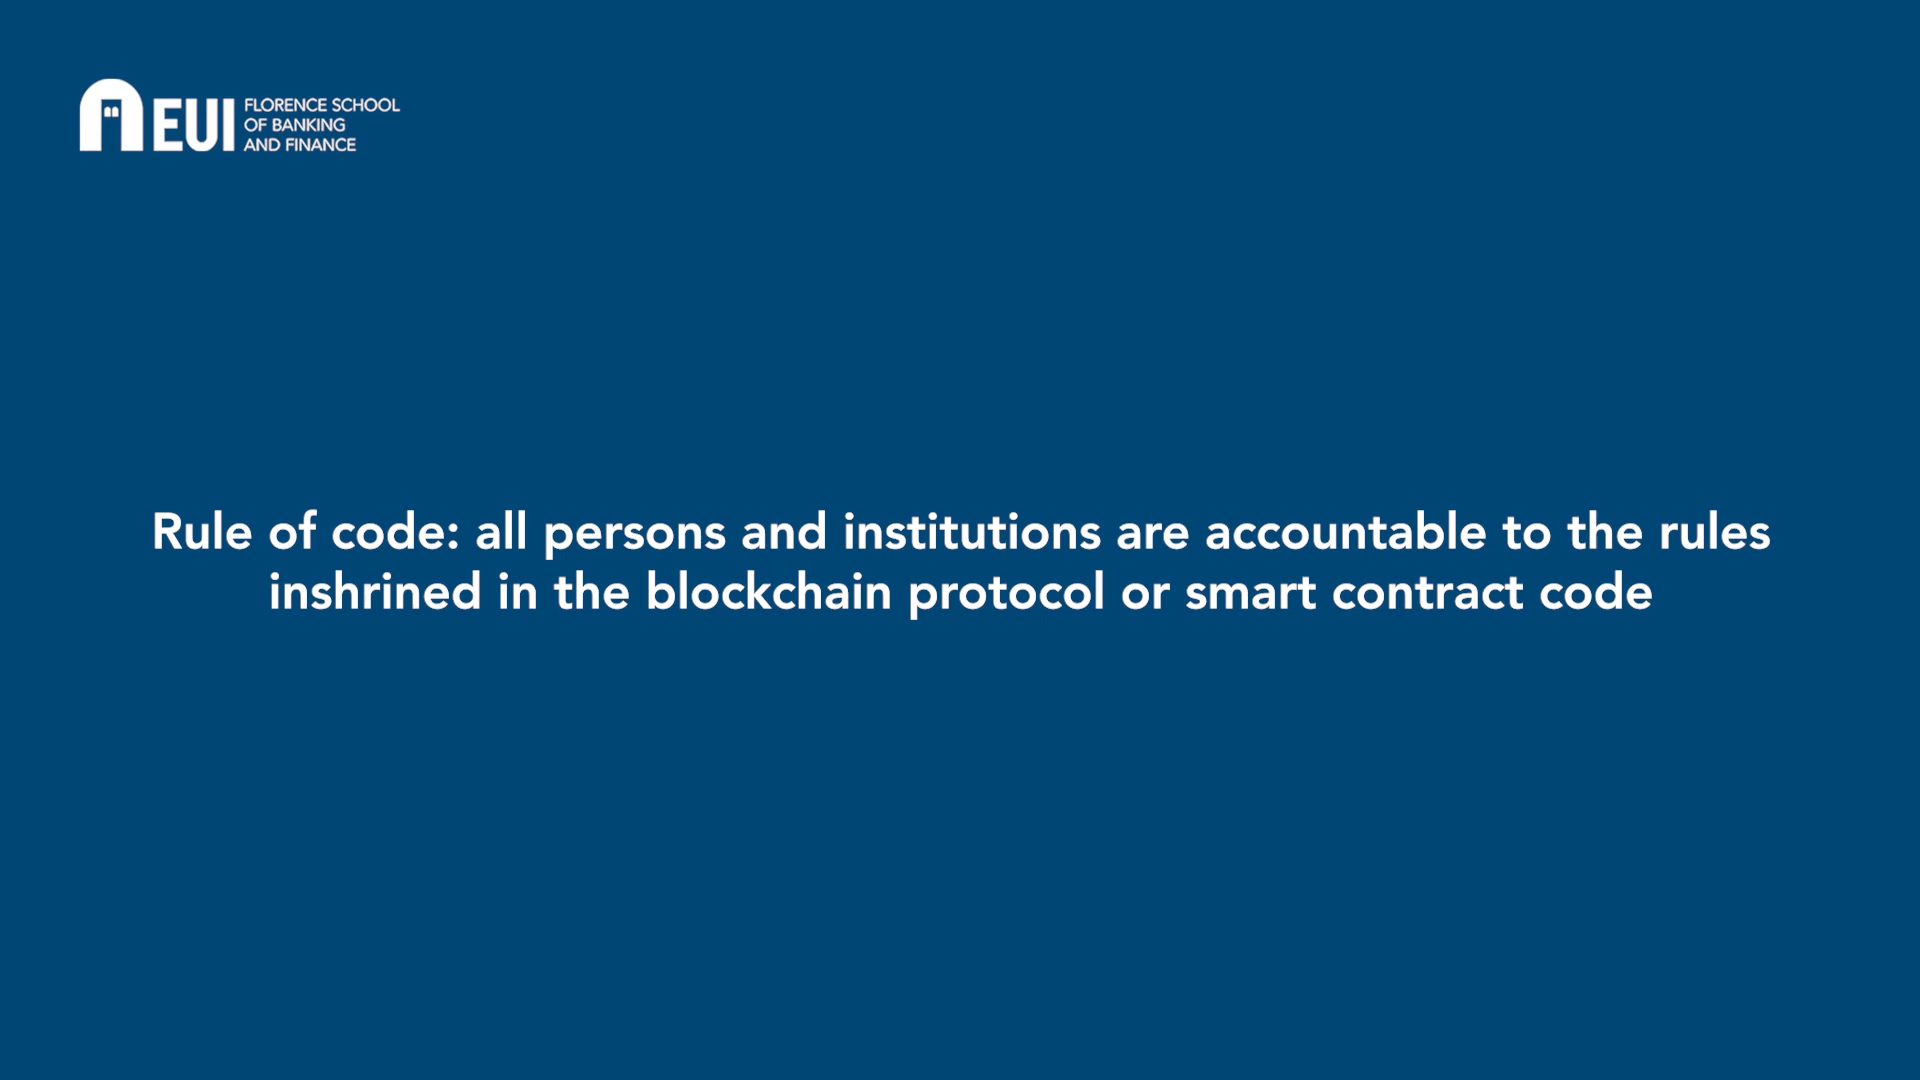 EUI
FLORENCE SCHOOL
OF BANKING
AND FINANCE
Rule of code: all persons and institutions are accountable to the rules
inshrined in the blockchain protocol or smart contract code